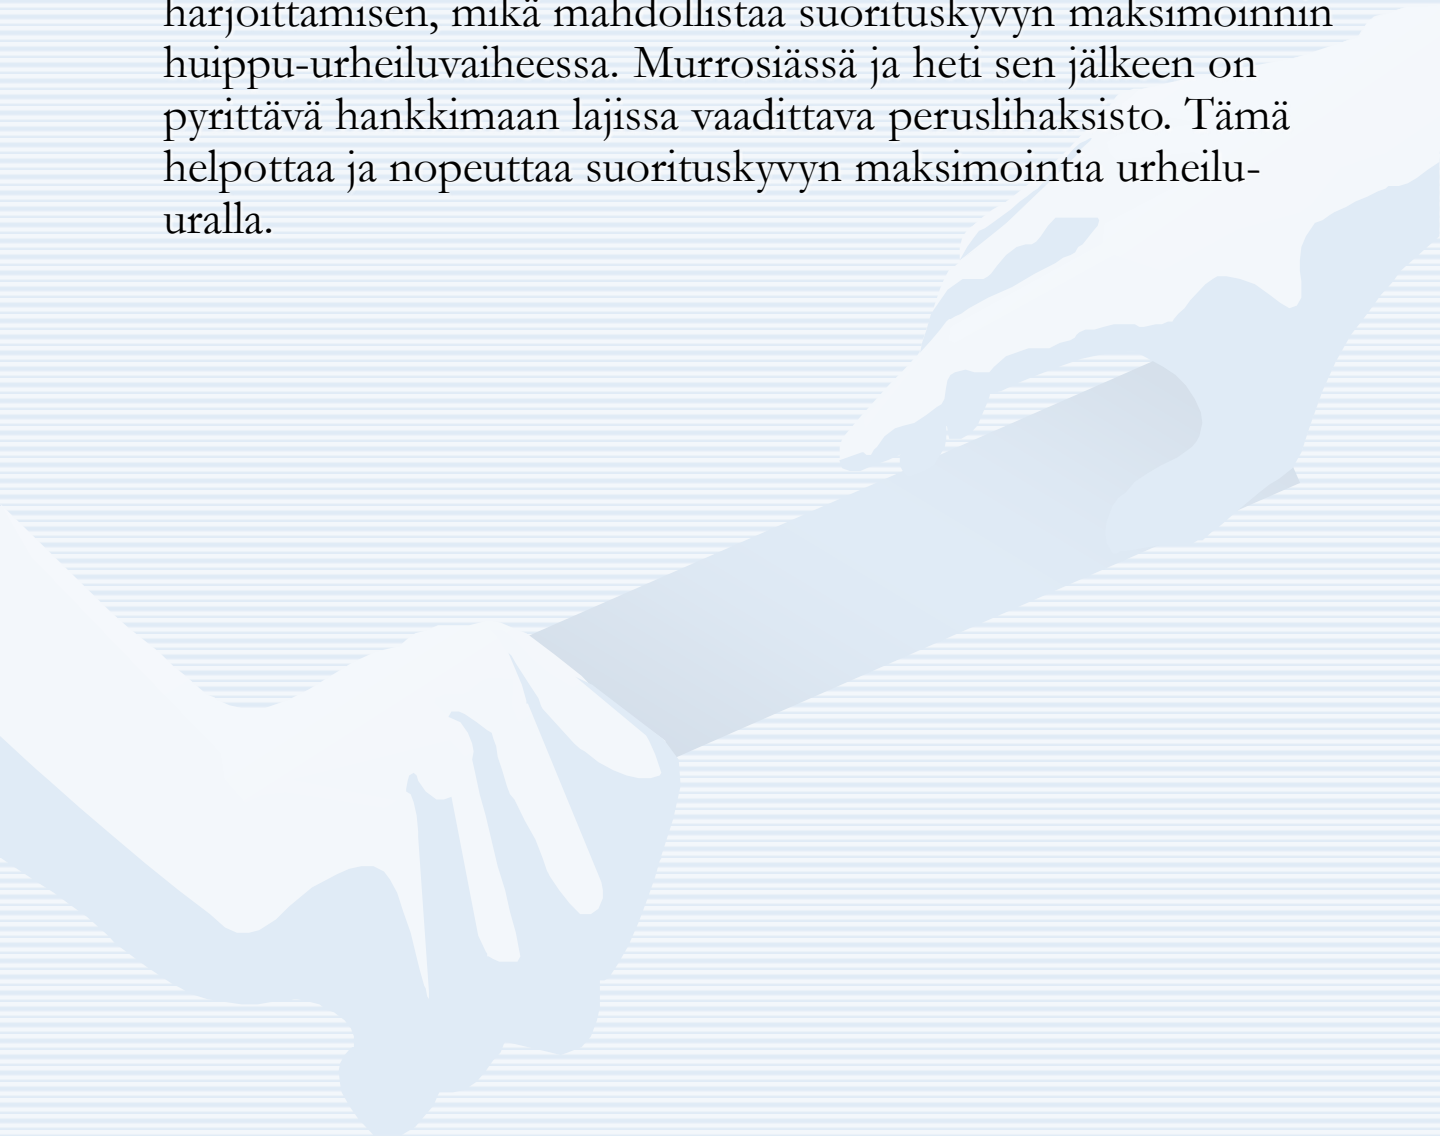 harjoittamisen, mikä mahdollistaa suorituskyvyn maksimoinnin
huippu-urheiluvaiheessa. Murrosiässä ja heti sen jälkeen on
pyrittävä hankkimaan lajissa vaadittava peruslihaksisto. Tämä
helpottaa ja nopeuttaa suorituskyvyn maksimointia urheilu-
uralla.